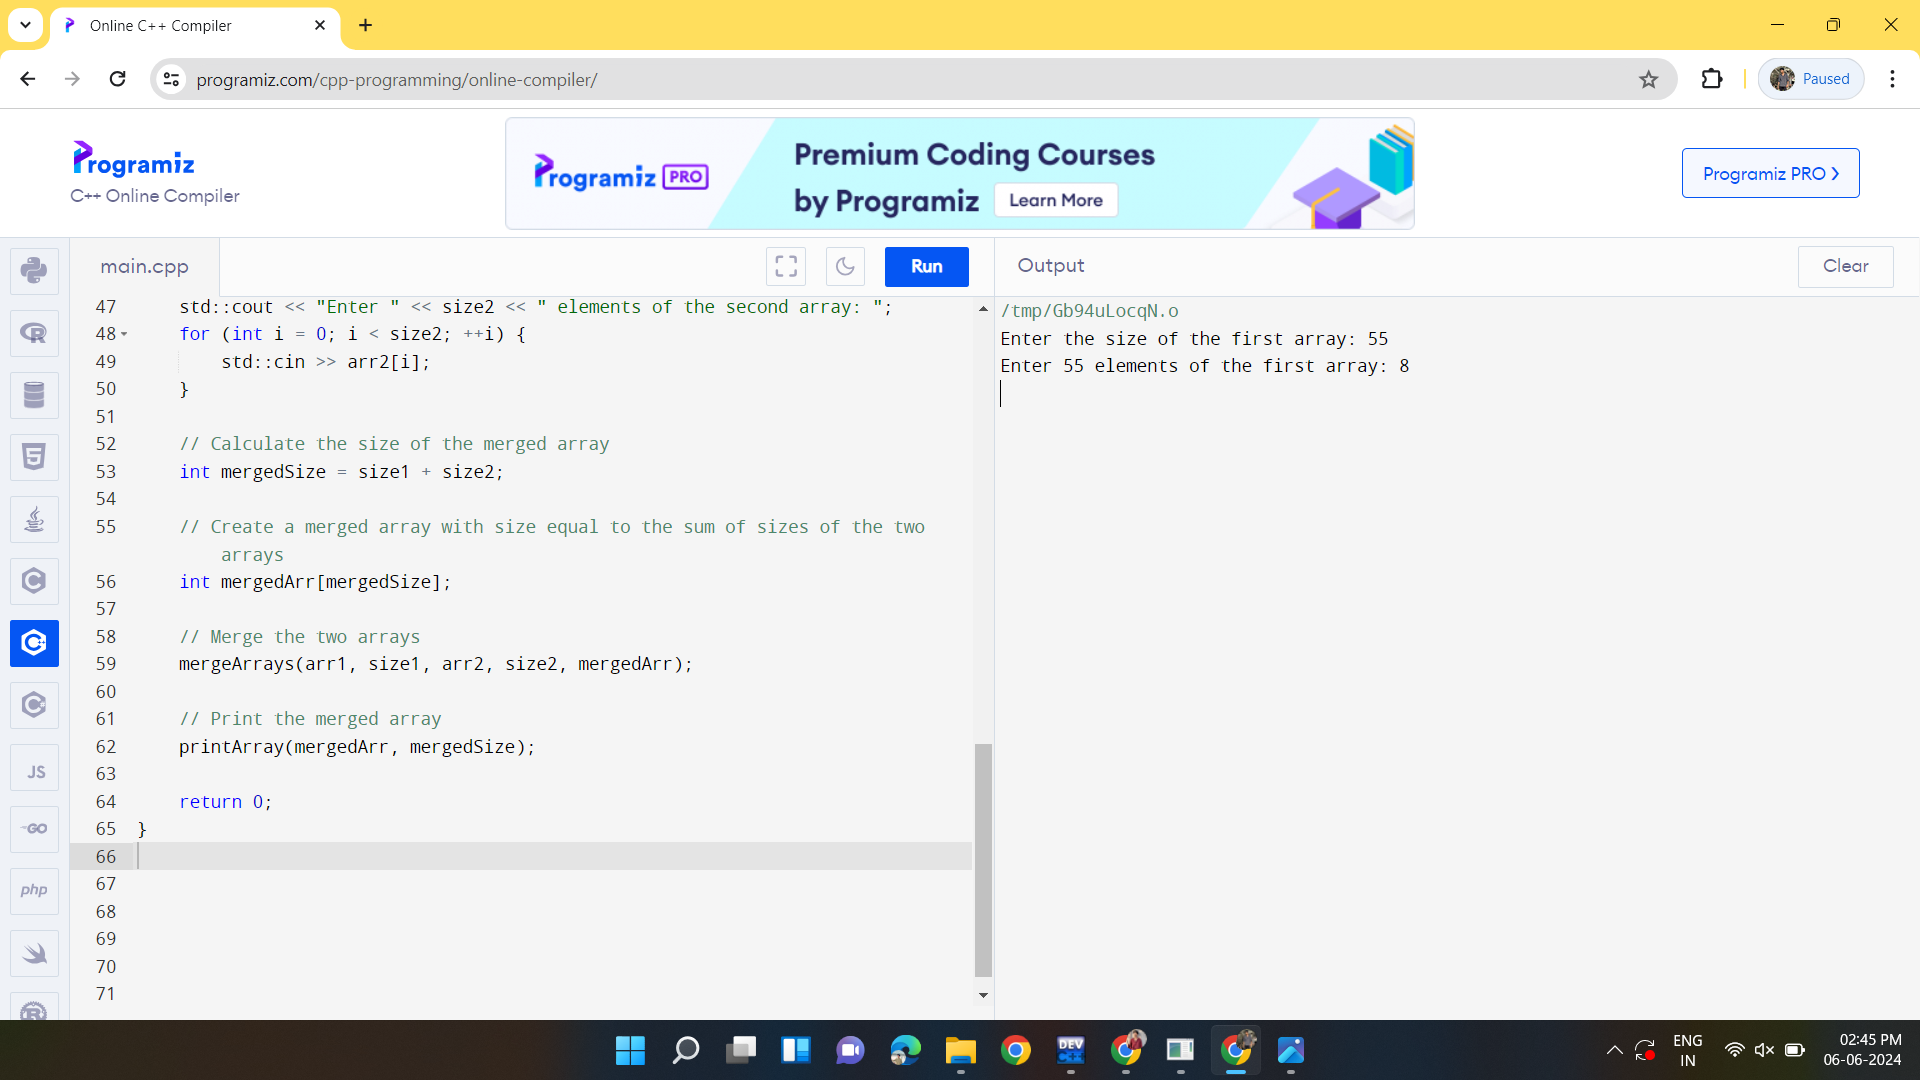 Online C++ Compiler
programiz.com/cpp-programming/online-compiler/
Paused
Programiz
C++ Online Compiler
Programiz PRO
Premium Coding Courses
by Programiz
Learn More
Programiz PRO
main.cpp
Run
Output
Clear
47 std::cout << "Enter " << size2 << " elements of the second array: ";
48 for (int i = 0; i < size2; ++i) {
49 std::cin >> arr2[i];
50 }
51
52 // Calculate the size of the merged array
53 int mergedSize = size1 + size2;
54
55 // Create a merged array with size equal to the sum of sizes of the two
arrays
56 int mergedArr[mergedSize];
57
58 // Merge the two arrays
59 mergeArrays(arr1, size1, arr2, size2, mergedArr);
60
61 // Print the merged array
62 printArray(mergedArr, mergedSize);
63
64 return 0;
65 }
66
67
68
69
70
71
/tmp/Gb94uLocqN.o
Enter the size of the first array: 55
Enter 55 elements of the first array: 8
JS
GO
php
DEV
C++
ENG
IN
02:45 PM
06-06-2024